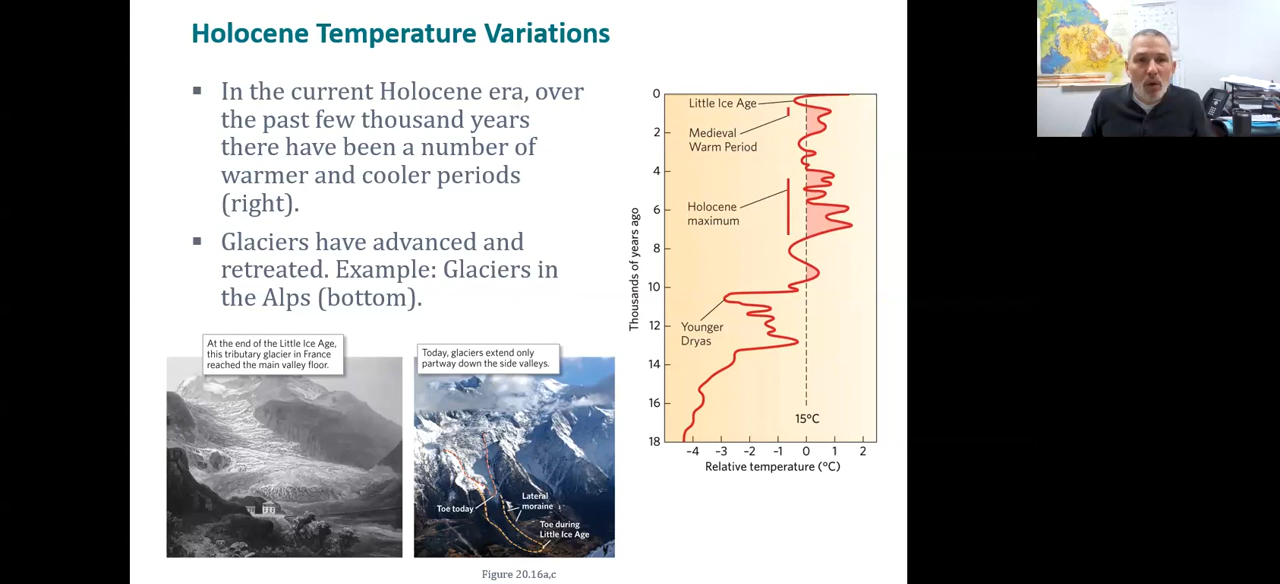 Holocene Temperature Variations
▪ In the current Holocene era, over
the past few thousand years
there have been a number of
warmer and cooler periods
(right).
▪ Glaciers have advanced and
retreated. Example: Glaciers in
the Alps (bottom).
At the end of the Little Ice Age,
this tributary glacier in France
reached the main valley floor.
Today, glaciers extend only
partway down the side valleys.
Toe today
Lateral
moraine
Toe during
Little Ice Age
Figure 20.16a,c
Thousands of years ago
0
2
4
6
8
10
12
14
16
18
Little Ice Age
Medieval
Warm Period
Holocene
maximum
Younger
Dryas
15°C
-4 -3 -2 -1 0 1 2
Relative temperature (°C)